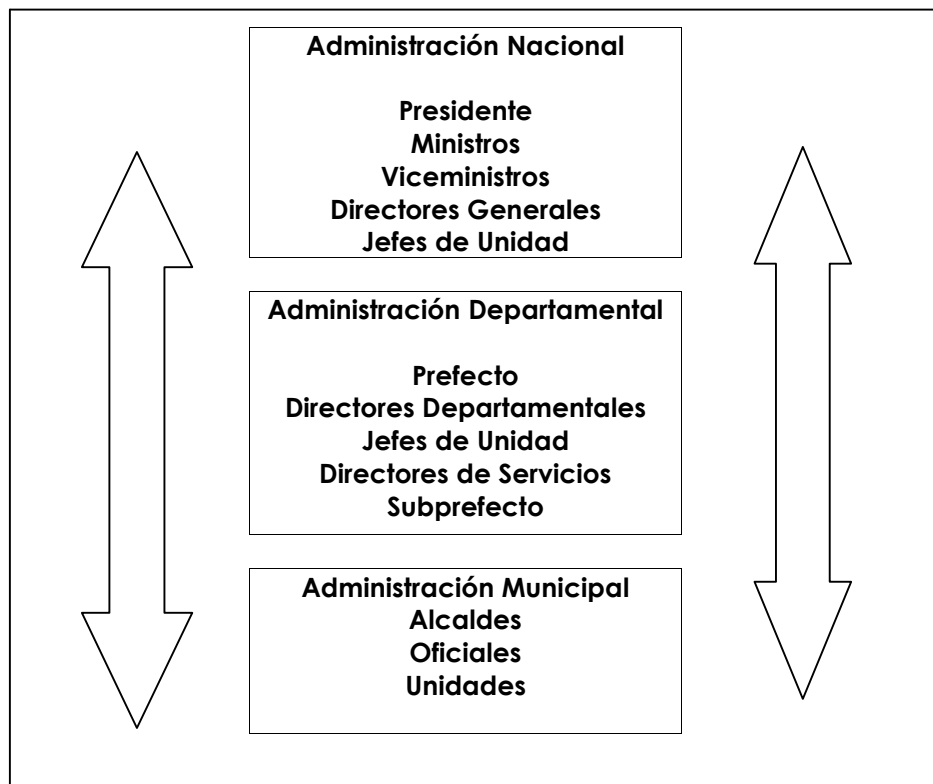 Administración Nacional
Presidente
Ministros
Viceministros
Directores Generales
Jefes de Unidad
Administración Departamental
Prefecto
Directores Departamentales
Jefes de Unidad
Directores de Servicios
Subprefecto
Administración Municipal
Alcaldes
Oficiales
Unidades